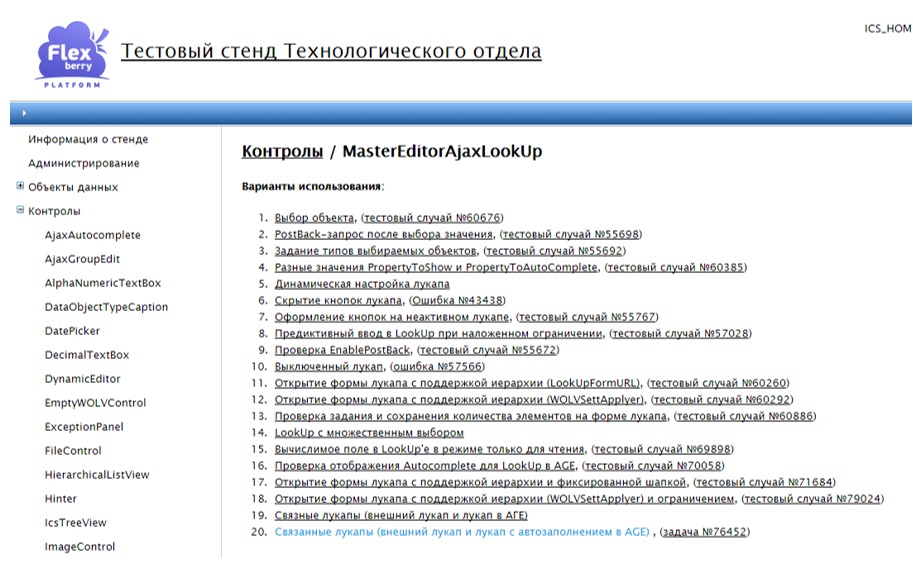 ICS_HOM
Flex
berry
PLATFORM
Тестовый стенд Технологического отдела
Информация о стенде
Администрирование
Объекты данных
Контролы
AjaxAutocomplete
AjaxGroupEdit
AlphaNumericTextBox
DataObjectTypeCaption
DatePicker
DecimalTextBox
DynamicEditor
EmptyWOLVControl
ExceptionPanel
FileControl
HierarchicalListView
Hinter
IcsTreeView
ImageControl
Контролы / MasterEditorAjaxLookUp
Варианты использования:
1. Выбор объекта, (тестовый случай №60676)
2. PostBack-запрос после выбора значения, (тестовый случай №55698)
3. Задание типов выбираемых объектов, (тестовый случай №55692)
4. Разные значения PropertyToShow и PropertyToAutoComplete, (тестовый случай №60385)
5. Динамическая настройка лукапа
6. Скрытие кнопок лукапа, (Ошибка №43438)
7. Оформление кнопок на неактивном лукапе, (тестовый случай №55767)
8. Предиктивный ввод в LookUp при наложенном ограничении, (тестовый случай №57028)
9. Проверка EnablePostBack, (тестовый случай №55672)
10. Выключенный лукап, (ошибка №57566)
11. Открытие формы лукапа с поддержкой иерархии (LookUpFormURL), (тестовый случай №60260)
12. Открытие формы лукапа с поддержкой иерархии (WOLVSettApplyer), (тестовый случай №60292)
13. Проверка задания и сохранения количества элементов на форме лукапа, (тестовый случай №60886)
14. LookUp с множественным выбором
15. Вычислимое поле в LookUp'е в режиме только для чтения, (тестовый случай №69898)
16. Проверка отображения Autocomplete для LookUp в AGE, (тестовый случай №70058)
17. Открытие формы лукапа с поддержкой иерархии и фиксированной шапкой, (тестовый случай №71684)
18. Открытие формы лукапа с поддержкой иерархии (WOLVSettApplyer) и ограничением, (тестовый случай №79024)
19. Связные лукапы (внешний лукап и лукап в АГЕ)
20. Связанные лукапы (внешний лукап и лукап с автозаполнением в AGE) , (задача №76452)